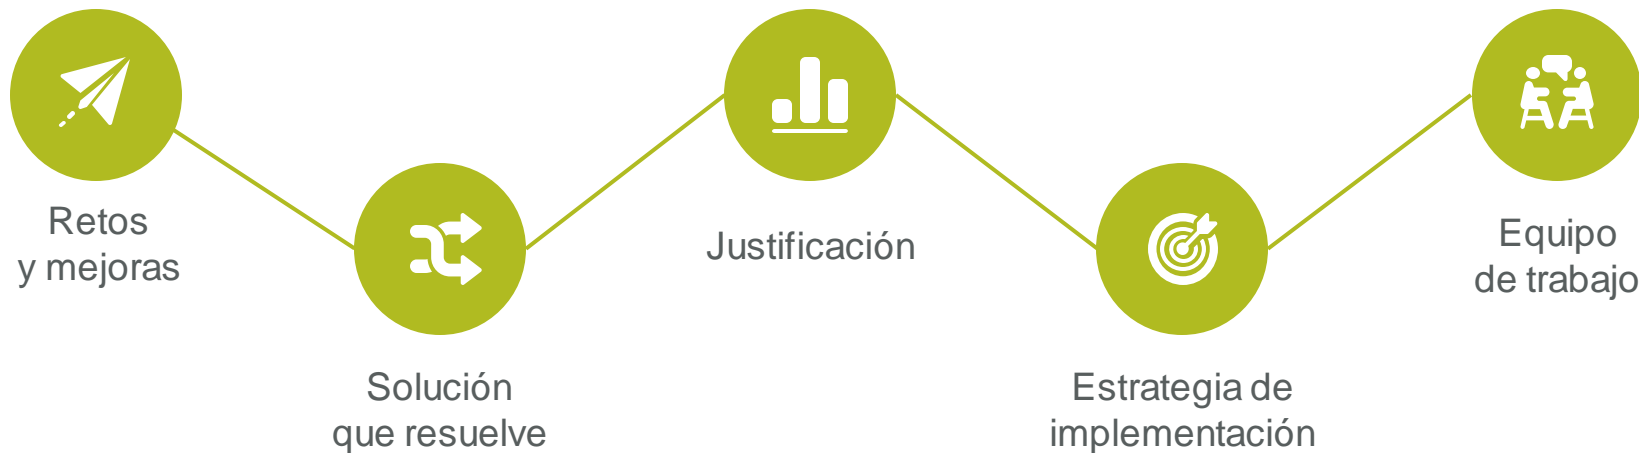 Retos
y mejoras
Solución
que resuelve
Justificación
Estrategia de
implementación
Equipo
de trabajo